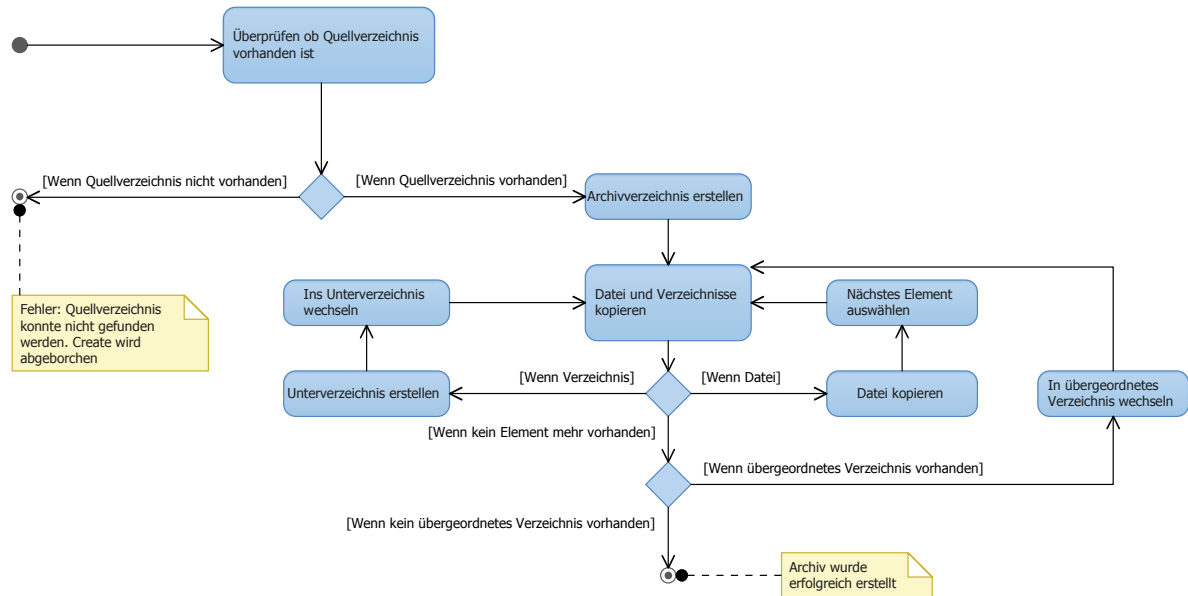 Überprüfen ob Quellverzeichnis
vorhanden ist
[Wenn Quellverzeichnis nicht vorhanden]
[Wenn Quellverzeichnis vorhanden]
Archivverzeichnis erstellen
Fehler: Quellverzeichnis
konnte nicht gefunden
werden. Create wird
abgeborchen
Ins Unterverzeichnis
wechseln
Datei und Verzeichnisse
kopieren
Nächstes Element
auswählen
[Wenn Verzeichnis]
[Wenn Datei]
Unterverzeichnis erstellen
Datei kopieren
In übergeordnetes
Verzeichnis wechseln
[Wenn kein Element mehr vorhanden]
[Wenn übergeordnetes Verzeichnis vorhanden]
[Wenn kein übergeordnetes Verzeichnis vorhanden]
Archiv wurde
erfolgreich erstellt